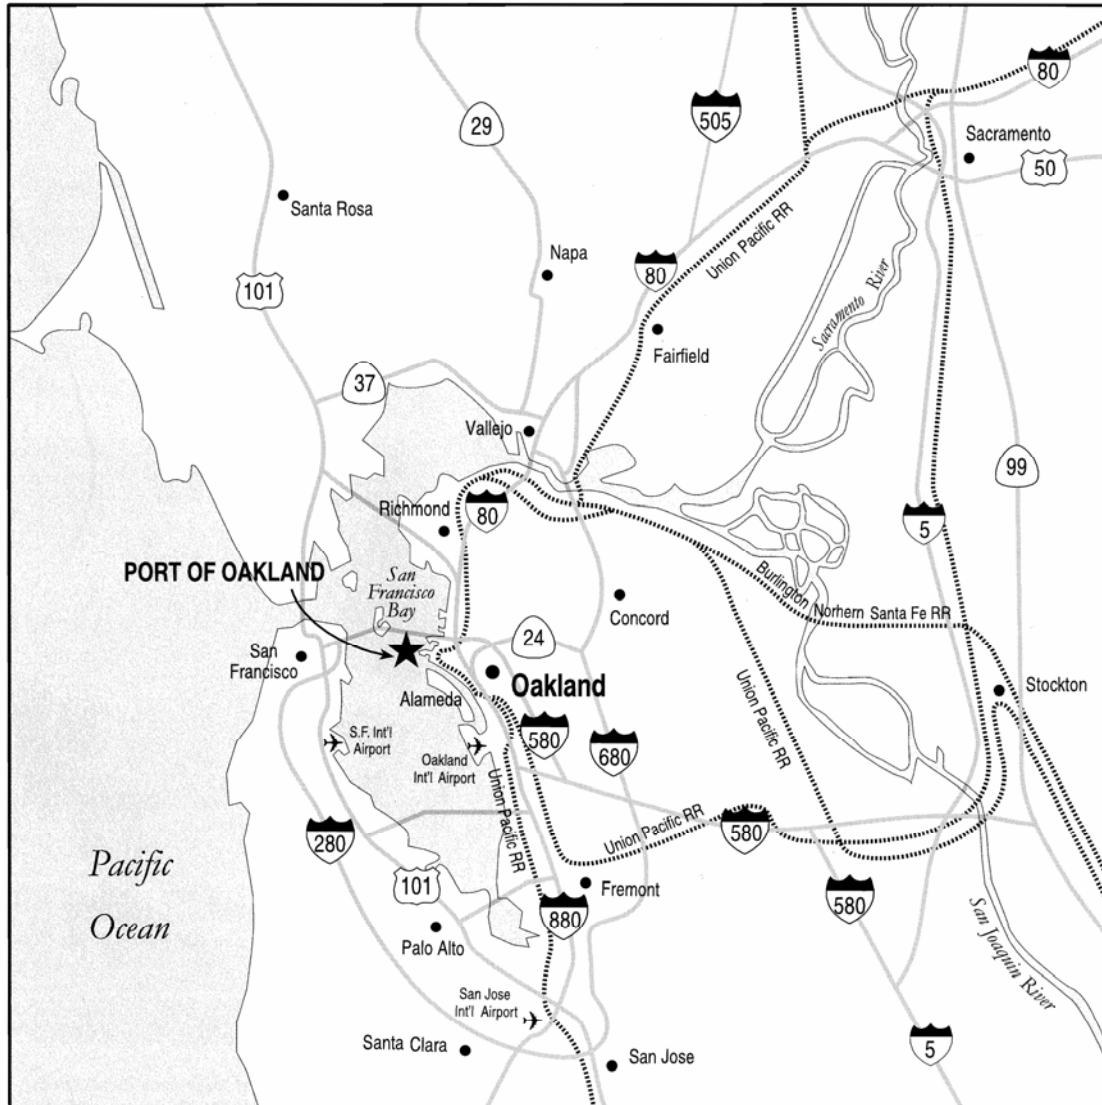 80
29
505
Sacramento
50
Santa Rosa
Union Pacific RR
Napa
80
101
Sacramento River
Fairfield
37
Vallejo
99
Richmond
80
5
PORT OF OAKLAND
San
Francisco
Bay
Burlington Norhern Santa Fe RR
Concord
24
San
Francisco
Oakland
Stockton
Alameda
Union Pacific RR
580
680
S.F. Int'l
Airport
Oakland
Int'l Airport
Union Pacific RR
Union Pacific RR
580
280
Pacific
Ocean
101
Fremont
580
880
Palo Alto
San Joaquin River
San Jose
Int'l Airport
Santa Clara
San Jose
5